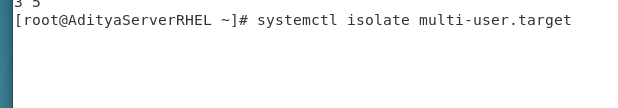 3 5
[root@AdityaServerRHEL ~]# systemctl isolate multi-user.target